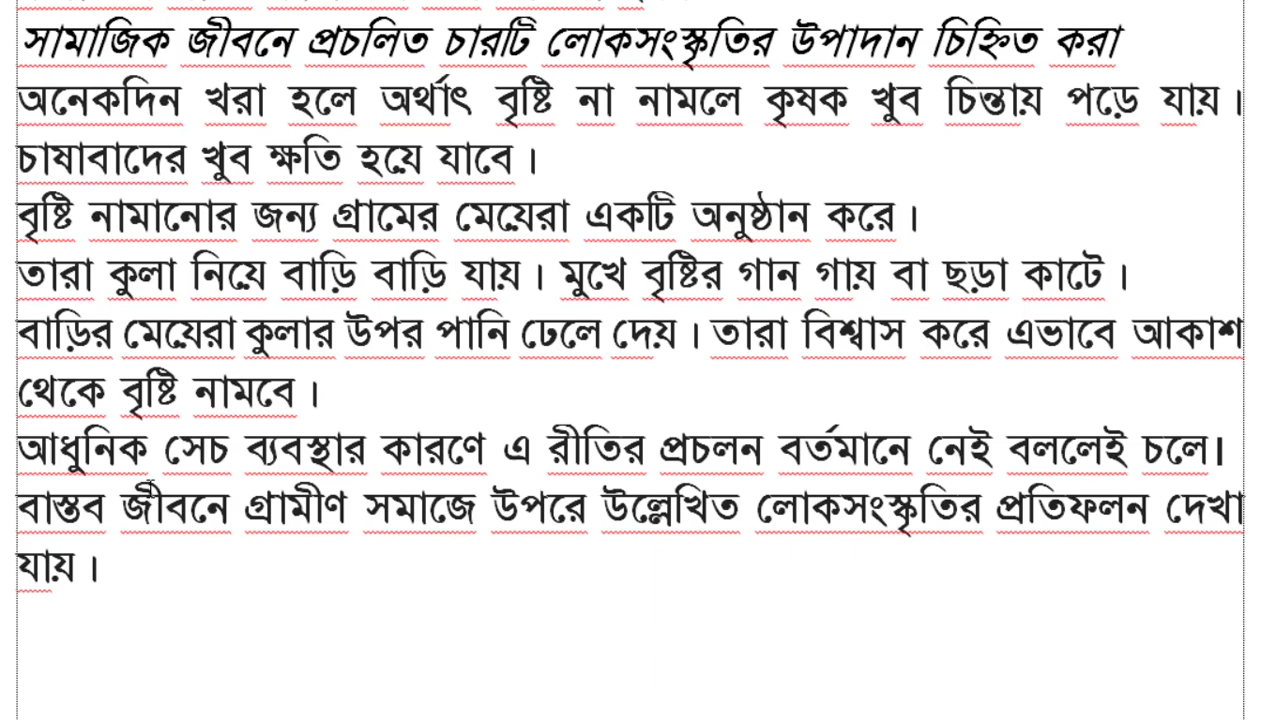 সামাজিক জীবনে প্রচলিত চারটি লোকসংস্কৃতির উপাদান চিহ্নিত করা
অনেকদিন খরা হলে অর্থাৎ বৃষ্টি না নামলে কৃষক খুব চিন্তায় পড়ে যায়।
চাষাবাদের খুব ক্ষতি হয়ে যাবে।
বৃষ্টি নামানোর জন্য গ্রামের মেয়েরা একটি অনুষ্ঠান করে।
তারা কুলা নিয়ে বাড়ি বাড়ি যায়। মুখে বৃষ্টির গান গায় বা ছড়া কাটে।
বাড়ির মেয়েরা কুলার উপর পানি ঢেলে দেয়। তারা বিশ্বাস করে এভাবে আকাশ
থেকে বৃষ্টি নামবে।
আধুনিক সেচ ব্যবস্থার কারণে এ রীতির প্রচলন বর্তমানে নেই বললেই চলে।
বাস্তব জীবনে গ্রামীণ সমাজে উপরে উল্লেখিত লোকসংস্কৃতির প্রতিফলন দেখা
যায়।